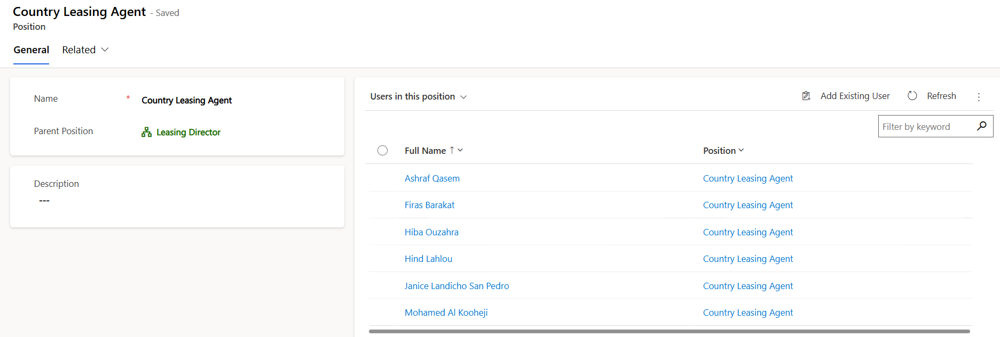 Country Leasing Agent - Saved
Position
General Related
Name * Country Leasing Agent
Parent Position Leasing Director
Description
---
Users in this position Add Existing User Refresh
Filter by keyword
Full Name ↑ Position
Ashraf Qasem Country Leasing Agent
Firas Barakat Country Leasing Agent
Hiba Ouzahra Country Leasing Agent
Hind Lahlou Country Leasing Agent
Janice Landicho San Pedro Country Leasing Agent
Mohamed Al Kooheji Country Leasing Agent